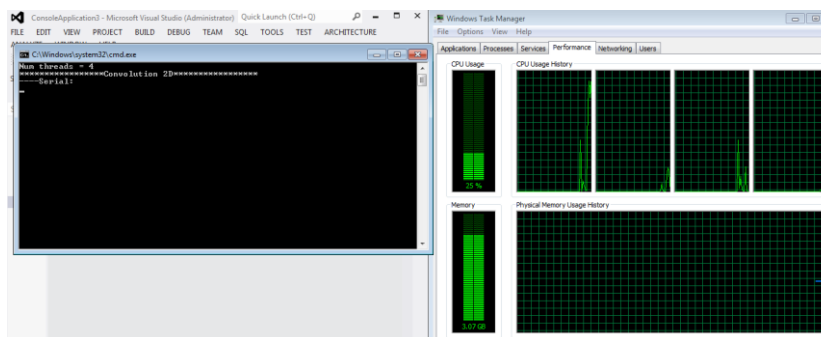 ConsoleApplication3 - Microsoft Visual Studio (Administrator) Quick Launch (Ctrl+Q)
FILE EDIT VIEW PROJECT BUILD DEBUG TEAM SQL TOOLS TEST ARCHITECTURE
C:\Windows\system32\cmd.exe
Num threads = 4
******************Convolution 2D******************
----Serial:
Windows Task Manager
File Options View Help
Applications Processes Services Performance Networking Users
CPU Usage CPU Usage History
25 %
Memory Physical Memory Usage History
3.07 GB